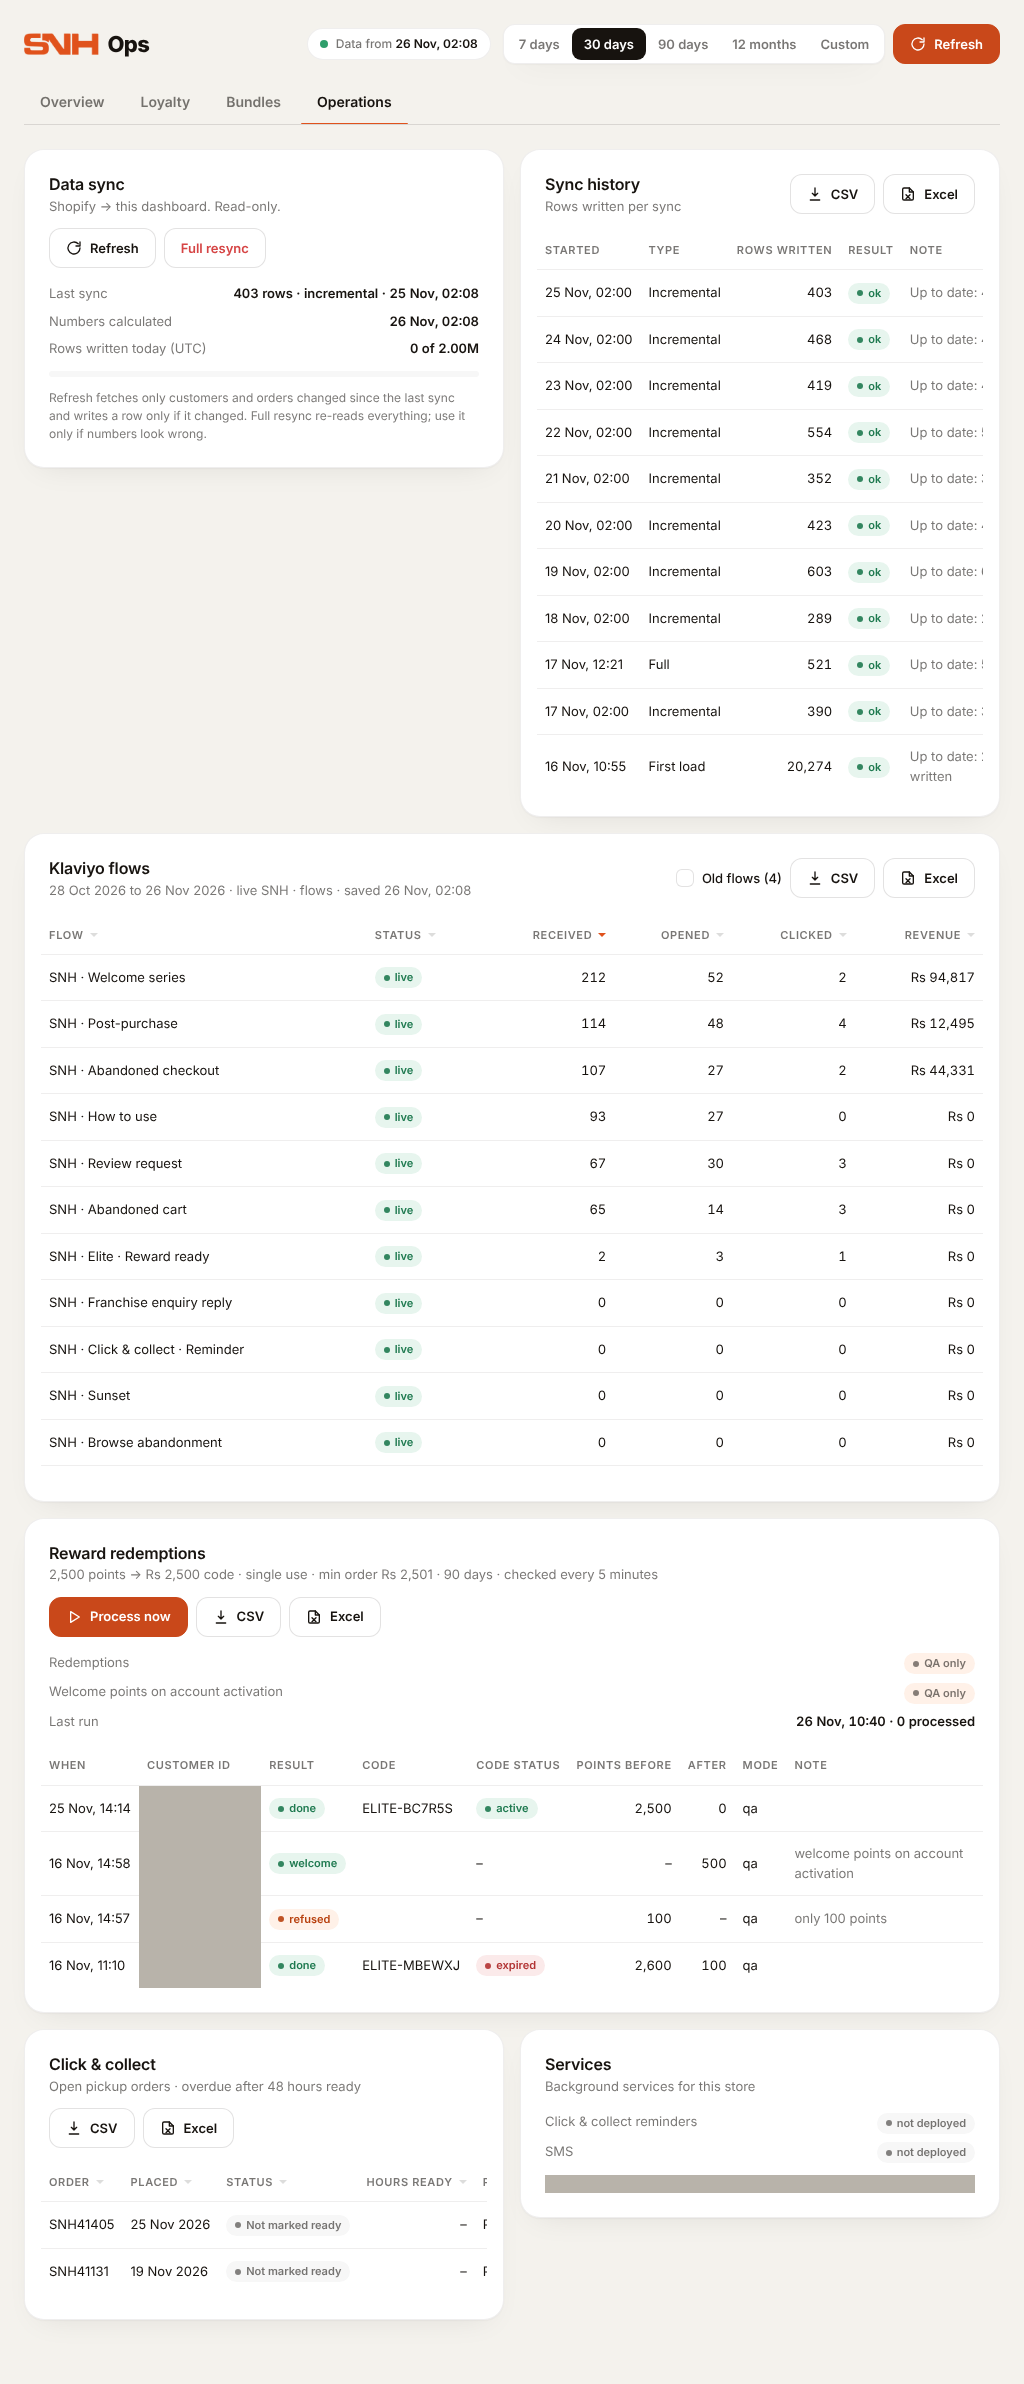 SNH Ops
Data from 26 Nov, 02:08
7 days 30 days 90 days 12 months Custom
Refresh
Overview Loyalty Bundles Operations
Data sync
Shopify → this dashboard. Read-only.
Refresh Full resync
Last sync 403 rows · incremental · 25 Nov, 02:08
Numbers calculated 26 Nov, 02:08
Rows written today (UTC) 0 of 2.00M
Refresh fetches only customers and orders changed since the last sync
and writes a row only if it changed. Full resync re-reads everything; use it
only if numbers look wrong.
Sync history
Rows written per sync
CSV Excel
STARTED TYPE ROWS WRITTEN RESULT NOTE
25 Nov, 02:00 Incremental 403 ok Up to date:
24 Nov, 02:00 Incremental 468 ok Up to date:
23 Nov, 02:00 Incremental 419 ok Up to date:
22 Nov, 02:00 Incremental 554 ok Up to date:
21 Nov, 02:00 Incremental 352 ok Up to date:
20 Nov, 02:00 Incremental 423 ok Up to date:
19 Nov, 02:00 Incremental 603 ok Up to date:
18 Nov, 02:00 Incremental 289 ok Up to date:
17 Nov, 12:21 Full 521 ok Up to date:
17 Nov, 02:00 Incremental 390 ok Up to date:
16 Nov, 10:55 First load 20,274 ok Up to date:
written
Klaviyo flows
28 Oct 2026 to 26 Nov 2026 · live SNH · flows · saved 26 Nov, 02:08
Old flows (4) CSV Excel
FLOW STATUS RECEIVED OPENED CLICKED REVENUE
SNH · Welcome series live 212 52 2 Rs 94,817
SNH · Post-purchase live 114 48 4 Rs 12,495
SNH · Abandoned checkout live 107 27 2 Rs 44,331
SNH · How to use live 93 27 0 Rs 0
SNH · Review request live 67 30 3 Rs 0
SNH · Abandoned cart live 65 14 3 Rs 0
SNH · Elite · Reward ready live 2 3 1 Rs 0
SNH · Franchise enquiry reply live 0 0 0 Rs 0
SNH · Click & collect · Reminder live 0 0 0 Rs 0
SNH · Sunset live 0 0 0 Rs 0
SNH · Browse abandonment live 0 0 0 Rs 0
Reward redemptions
2,500 points → Rs 2,500 code · single use · min order Rs 2,501 · 90 days · checked every 5 minutes
Process now CSV Excel
Redemptions QA only
Welcome points on account activation QA only
Last run 26 Nov, 10:40 · 0 processed
WHEN CUSTOMER ID RESULT CODE CODE STATUS POINTS BEFORE AFTER MODE NOTE
25 Nov, 14:14 done ELITE-BC7R5S active 2,500 0 qa
16 Nov, 14:58 welcome – – 500 qa welcome points on account
activation
16 Nov, 14:57 refused – 100 – qa only 100 points
16 Nov, 11:10 done ELITE-MBEWXJ expired 2,600 100 qa
Click & collect
Open pickup orders · overdue after 48 hours ready
CSV Excel
ORDER PLACED STATUS HOURS READY
SNH41405 25 Nov 2026 Not marked ready –
SNH41131 19 Nov 2026 Not marked ready –
Services
Background services for this store
Click & collect reminders not deployed
SMS not deployed